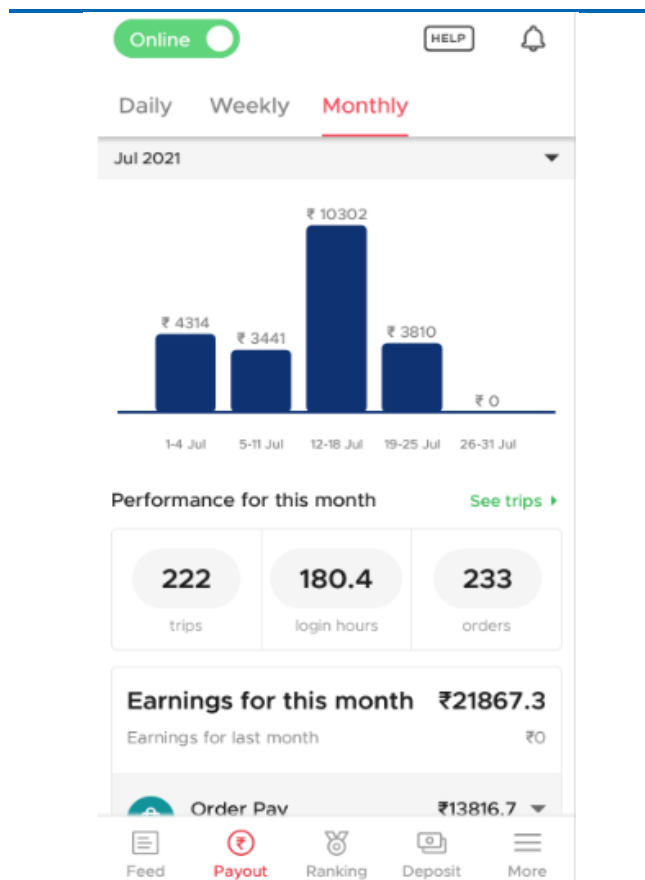 Online HELP
Daily Weekly Monthly
Jul 2021
₹ 10302
₹ 4314
₹ 3810
₹ 3441
₹ 0
1-4 Jul 5-11 Jul 12-18 Jul 19-25 Jul 26-31 Jul
Performance for this month See trips
222 180.4 233
trips login hours orders
Earnings for this month ₹21867.3
Earnings for last month ₹0
Order Pay ₹13816.7
Feed Payout Ranking Deposit More